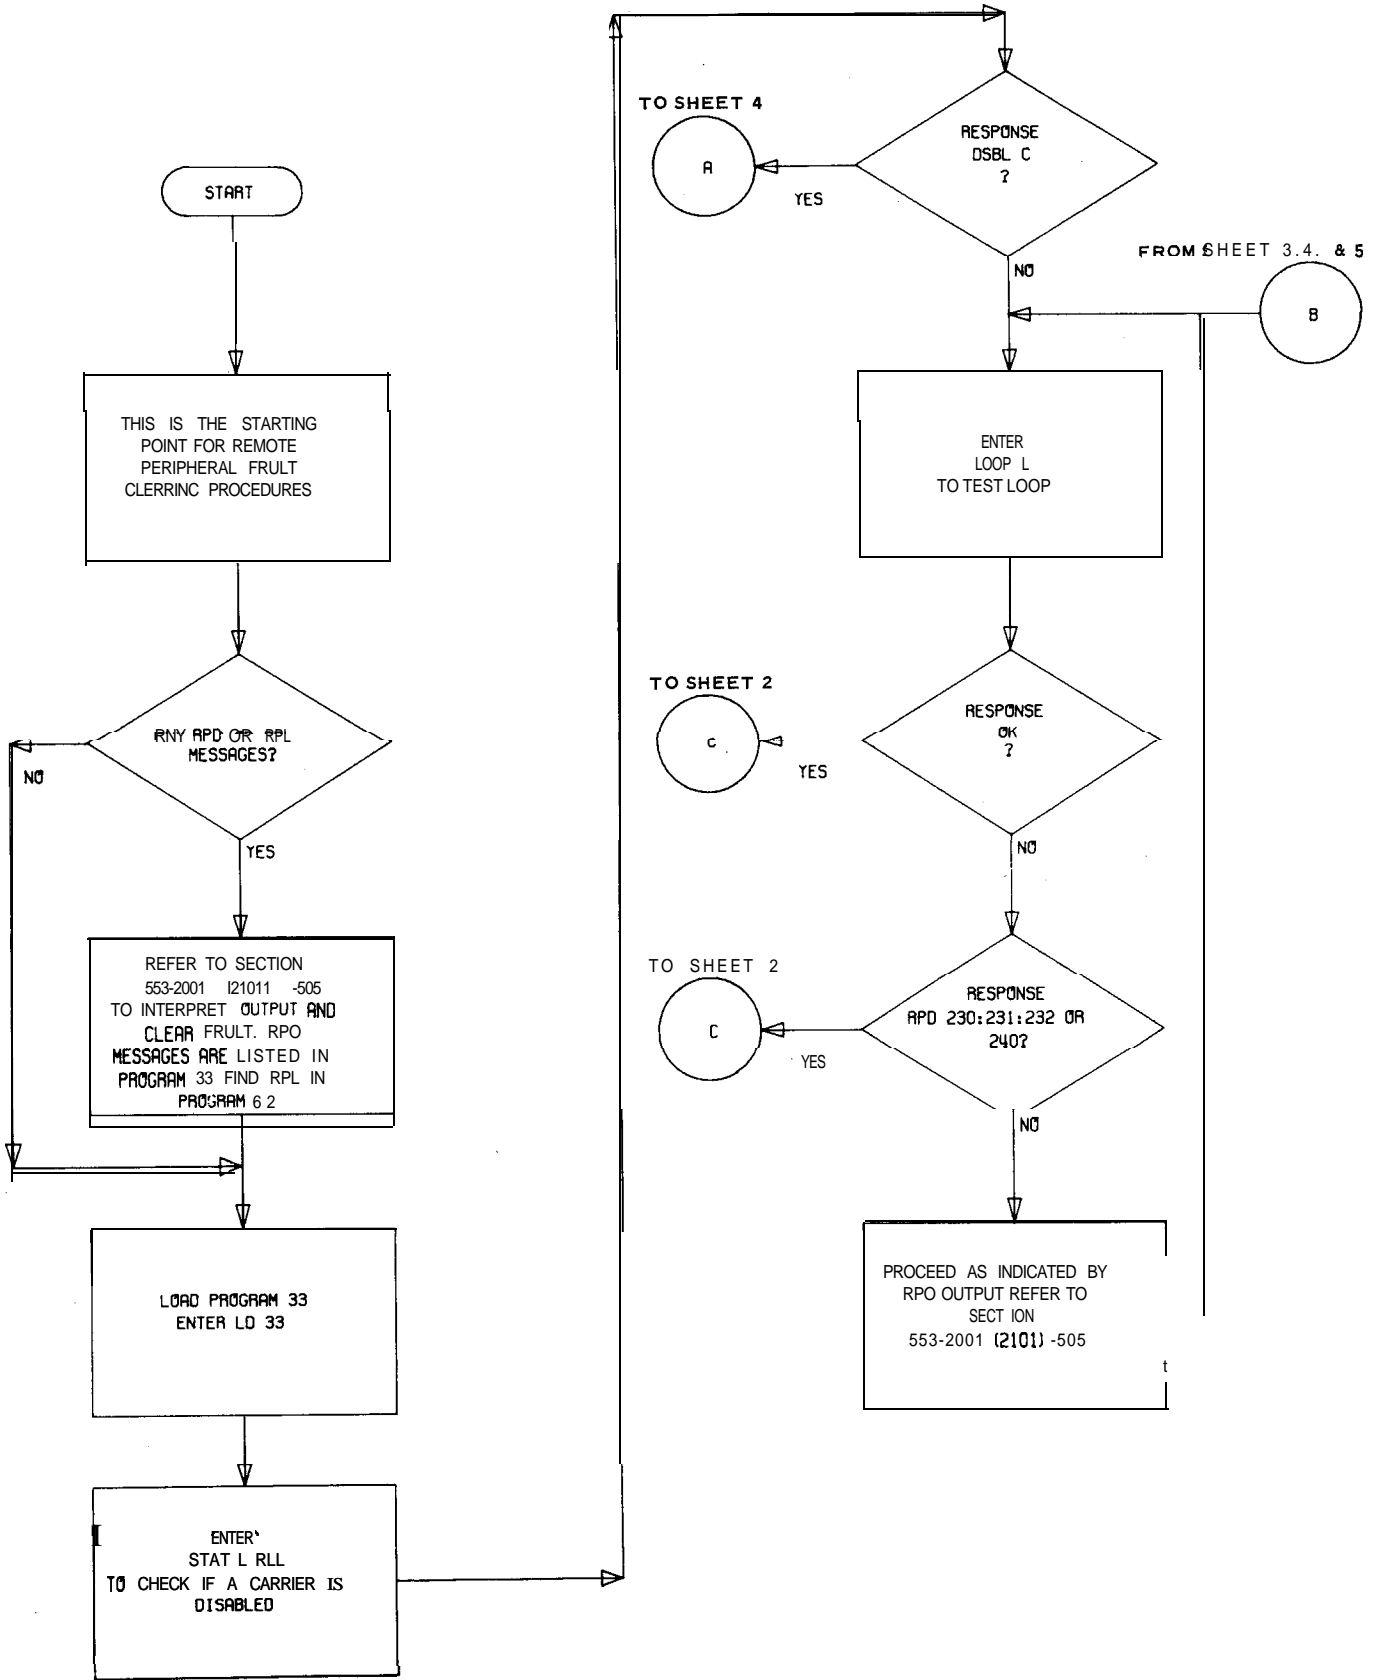 START
THIS IS THE STARTING
POINT FOR REMOTE
PERIPHERAL FRULT
CLERRINC PROCEDURES
RNY RPD OR RPL
MESSAGES?
NO
YES
REFER TO SECTION
553-2001 I21011 -505
TO INTERPRET OUTPUT AND
CLEAR FRULT. RPO
MESSAGES ARE LISTED IN
PROGRAM 33 FIND RPL IN
PROGRAM 6 2
LOAD PROGRAM 33
ENTER LD 33
ENTER
STAT L RLL
TO CHECK IF A CARRIER IS
DISABLED
TO SHEET 4
A
YES
RESPONSE
DSBL C
?
NO
FROM SHEET 3.4. & 5
B
ENTER
LOOP L
TO TEST LOOP
TO SHEET 2
C
YES
RESPONSE
OK
?
NO
TO SHEET 2
C
YES
RESPONSE
RPD 230:231:232 OR
240?
NO
PROCEED AS INDICATED BY
RPO OUTPUT REFER TO
SECT ION
553-2001 (2101) -505
t